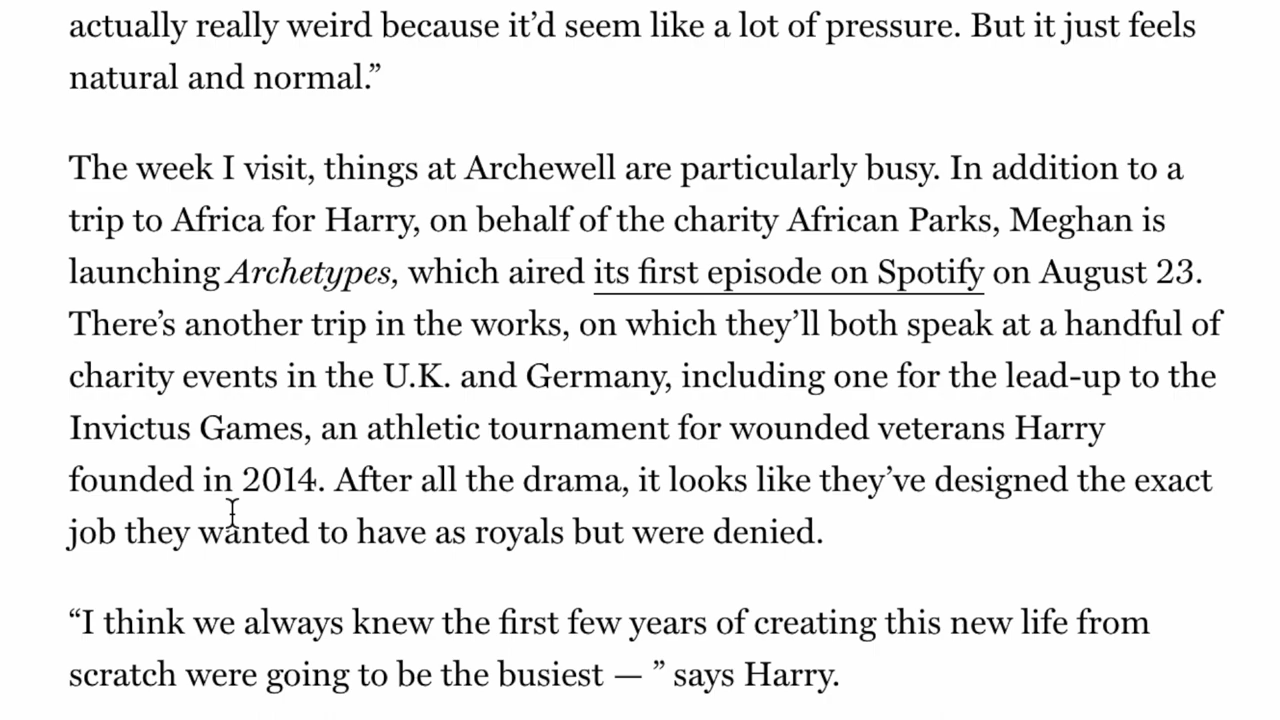 actually really weird because it’d seem like a lot of pressure. But it just feels
natural and normal.”
The week I visit, things at Archewell are particularly busy. In addition to a
trip to Africa for Harry, on behalf of the charity African Parks, Meghan is
launching Archetypes, which aired its first episode on Spotify on August 23.
There’s another trip in the works, on which they’ll both speak at a handful of
charity events in the U.K. and Germany, including one for the lead-up to the
Invictus Games, an athletic tournament for wounded veterans Harry
founded in 2014. After all the drama, it looks like they’ve designed the exact
job they wanted to have as royals but were denied.
“I think we always knew the first few years of creating this new life from
scratch were going to be the busiest — ” says Harry.